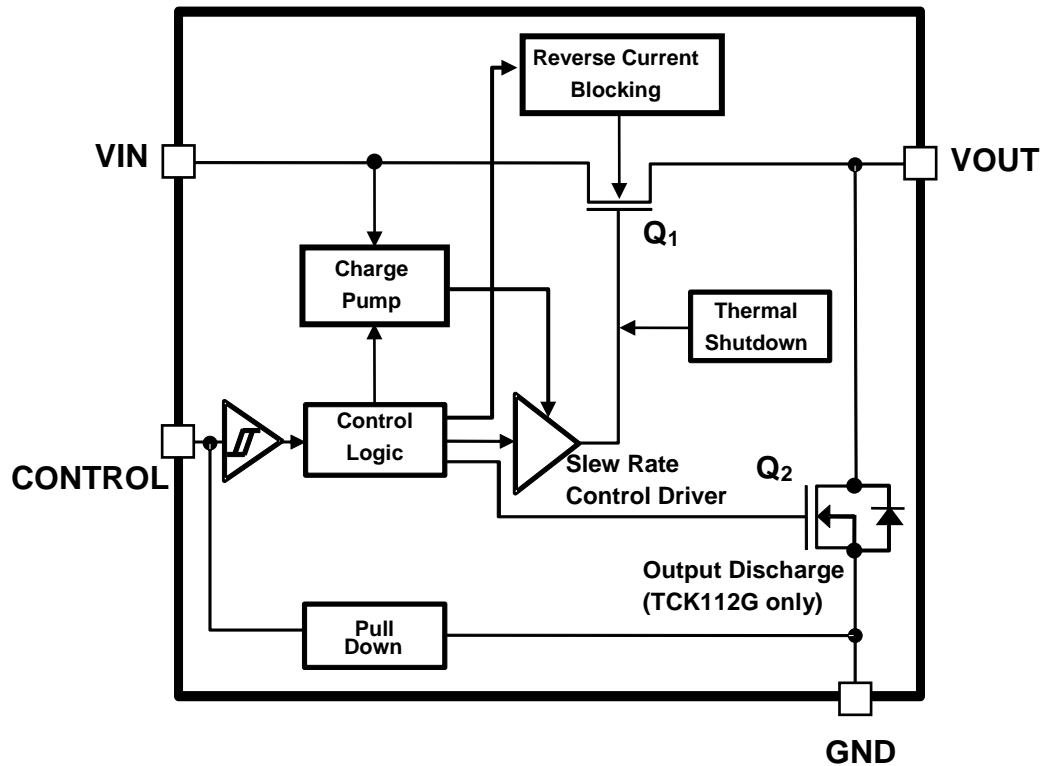 Reverse Current
Blocking
VIN
VOUT
Q₁
Charge
Pump
Thermal
Shutdown
Control
Logic
CONTROL
Slew Rate
Control Driver
Q₂
Output Discharge
(TCK112G only)
Pull
Down
GND